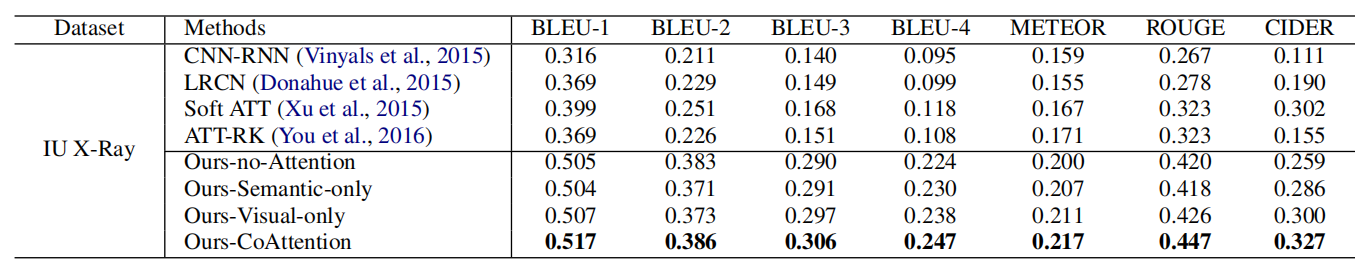 Dataset Methods BLEU-1 BLEU-2 BLEU-3 BLEU-4 METEOR ROUGE CIDER
CNN-RNN (Vinyals et al., 2015) 0.316 0.211 0.140 0.095 0.159 0.267 0.111
LRCN (Donahue et al., 2015) 0.369 0.229 0.149 0.099 0.155 0.278 0.190
Soft ATT (Xu et al., 2015) 0.399 0.251 0.168 0.118 0.167 0.323 0.302
ATT-RK (You et al., 2016) 0.369 0.226 0.151 0.108 0.171 0.323 0.155
IU X-Ray
Ours-no-Attention 0.505 0.383 0.290 0.224 0.200 0.420 0.259
Ours-Semantic-only 0.504 0.371 0.291 0.230 0.207 0.418 0.286
Ours-Visual-only 0.507 0.373 0.297 0.238 0.211 0.426 0.300
Ours-CoAttention 0.517 0.386 0.306 0.247 0.217 0.447 0.327